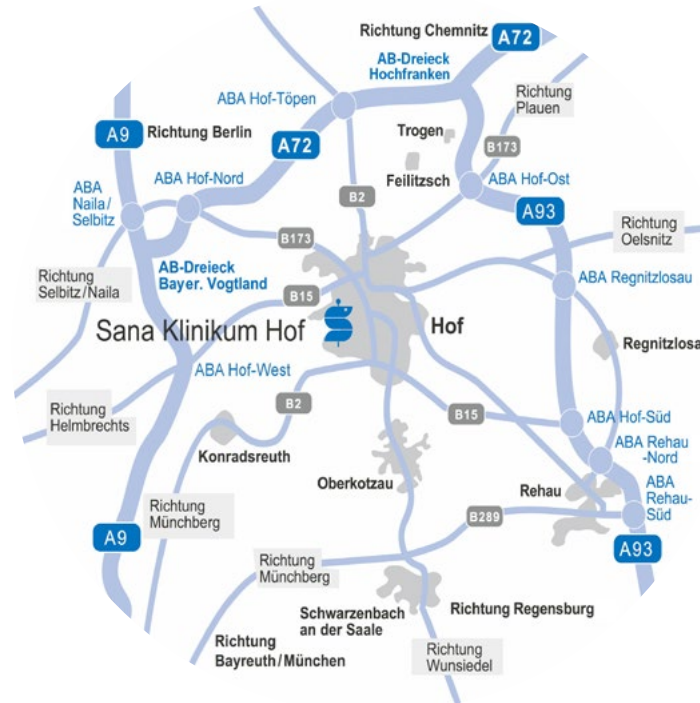 Richtung Chemnitz
A72
AB-Dreieck
Hochfranken
ABA Hof-Töpen
Richtung
Plauen
A9
Richtung Berlin
A72
Trogen
B173
Feilitzsch
ABA Hof-Ost
ABA
Naila/
Selbitz
ABA Hof-Nord
B2
A93
Richtung
Oelsnitz
B173
Richtung
Selbitz/Naila
AB-Dreieck
Bayer. Vogtland
ABA Regnitzlosau
B15
Sana Klinikum Hof
Hof
Regnitzlosa
ABA Hof-West
Richtung
Helmbrechts
B2
B15
ABA Hof-Süd
Konradsreuth
ABA Rehau
-Nord
Oberkotzau
Rehau
ABA
Rehau-
Süd
Richtung
Münchberg
B289
A9
A93
Richtung
Münchberg
Schwarzenbach
an der Saale
Richtung Regensburg
Richtung
Bayreuth/München
Richtung
Wunsiedel